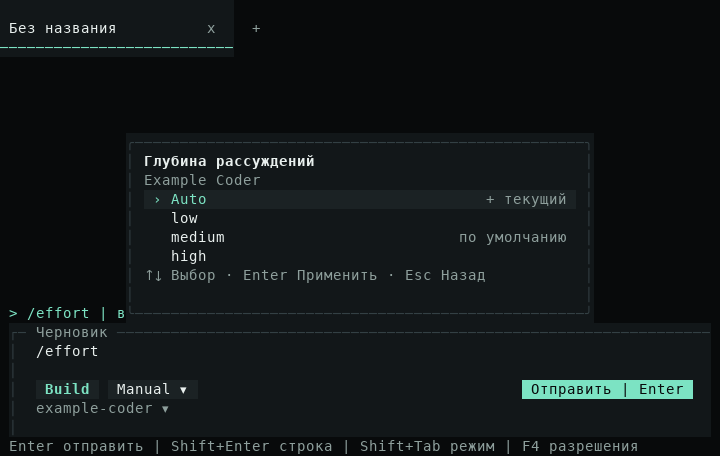 Без названия x +
Глубина рассуждений
Example Coder
› Auto + текущий
low
medium по умолчанию
high
↑↓ Выбор · Enter Применить · Esc Назад
> /effort | в
Черновик
/effort
Build Manual ▾ Отправить | Enter
example-coder ▾
Enter отправить | Shift+Enter строка | Shift+Tab режим | F4 разрешения